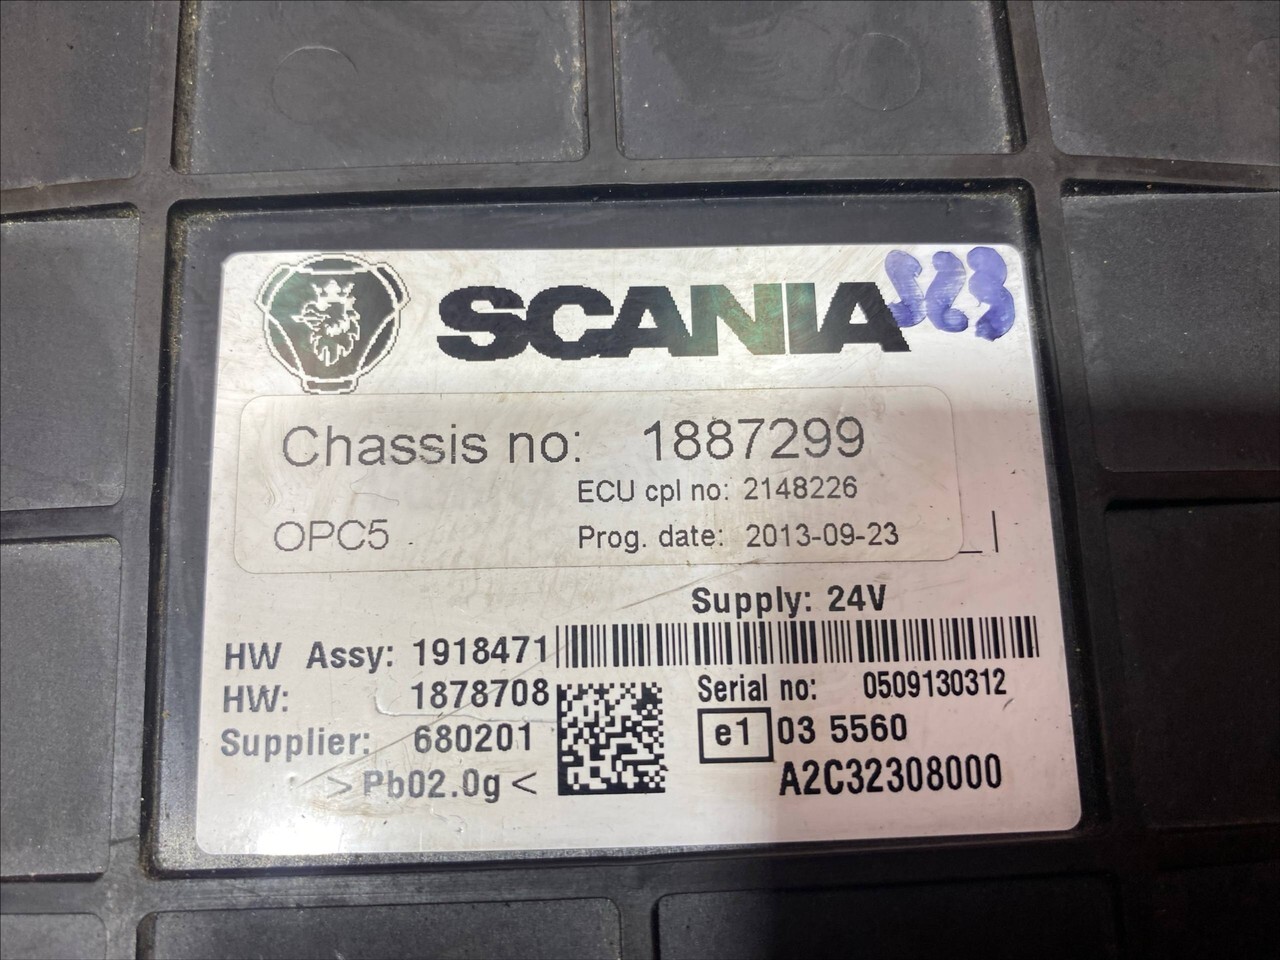 SCANIA
563
Chassis no: 1887299
ECU cpl no: 2148226
OPC5 Prog. date: 2013-09-23
Supply: 24V
HW Assy: 1918471
HW: 1878708 Serial no: 0509130312
Supplier: 680201 e1 03 5560
>Pb02.0g< A2C32308000